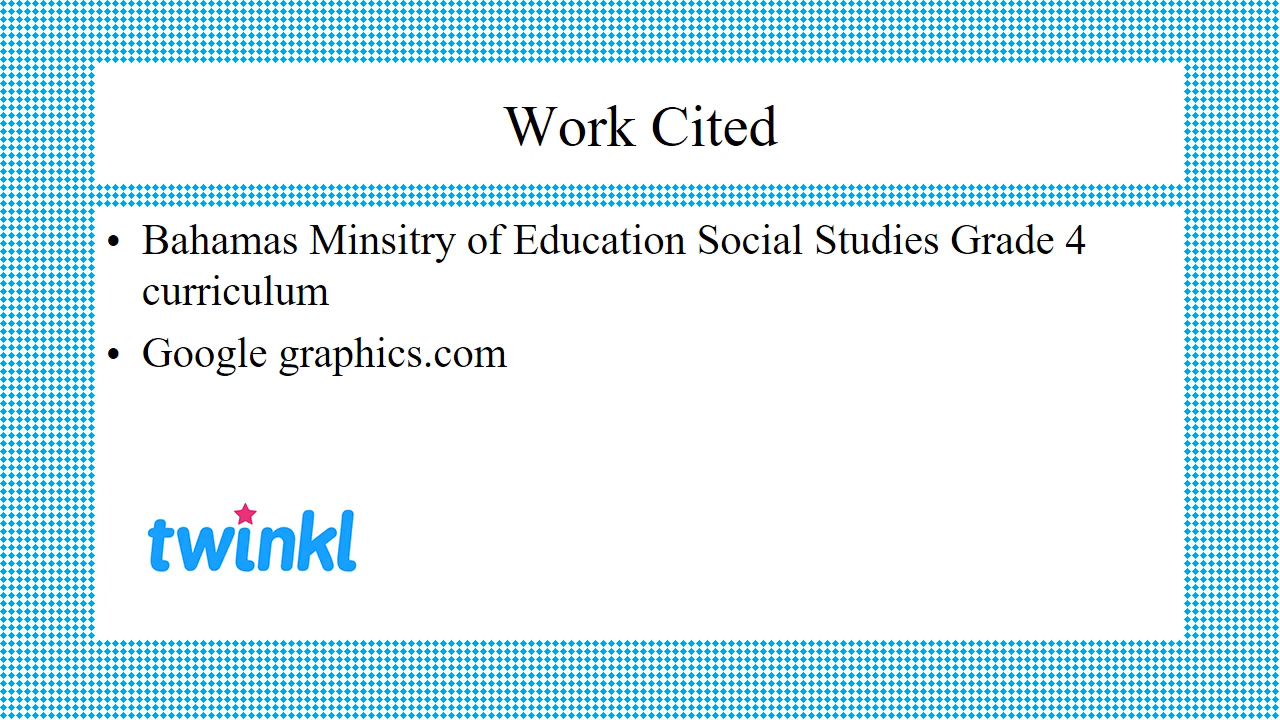 Work Cited
• Bahamas Minsitry of Education Social Studies Grade 4
curriculum
• Google graphics.com
twinkl